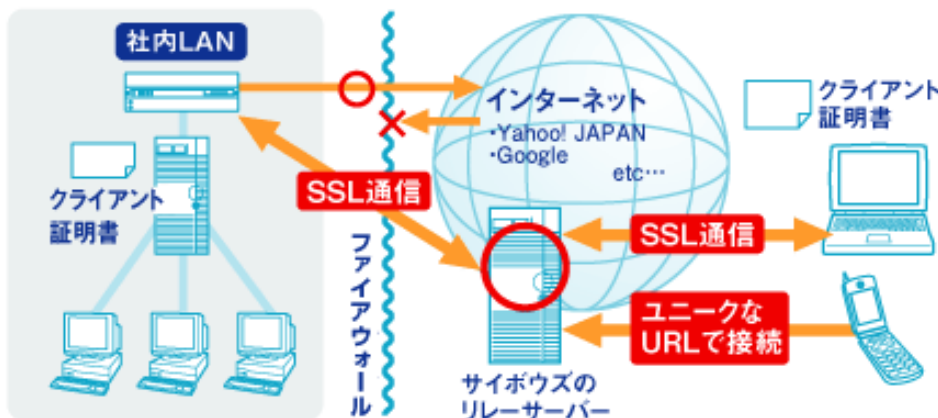 社内LAN
インターネット
・Yahoo! JAPAN
・Google
etc…
クライアント
証明書
クライアント
証明書
SSL通信
SSL通信
ファイアウォール
ユニークな
URLで接続
サイボウズの
リレーサーバー